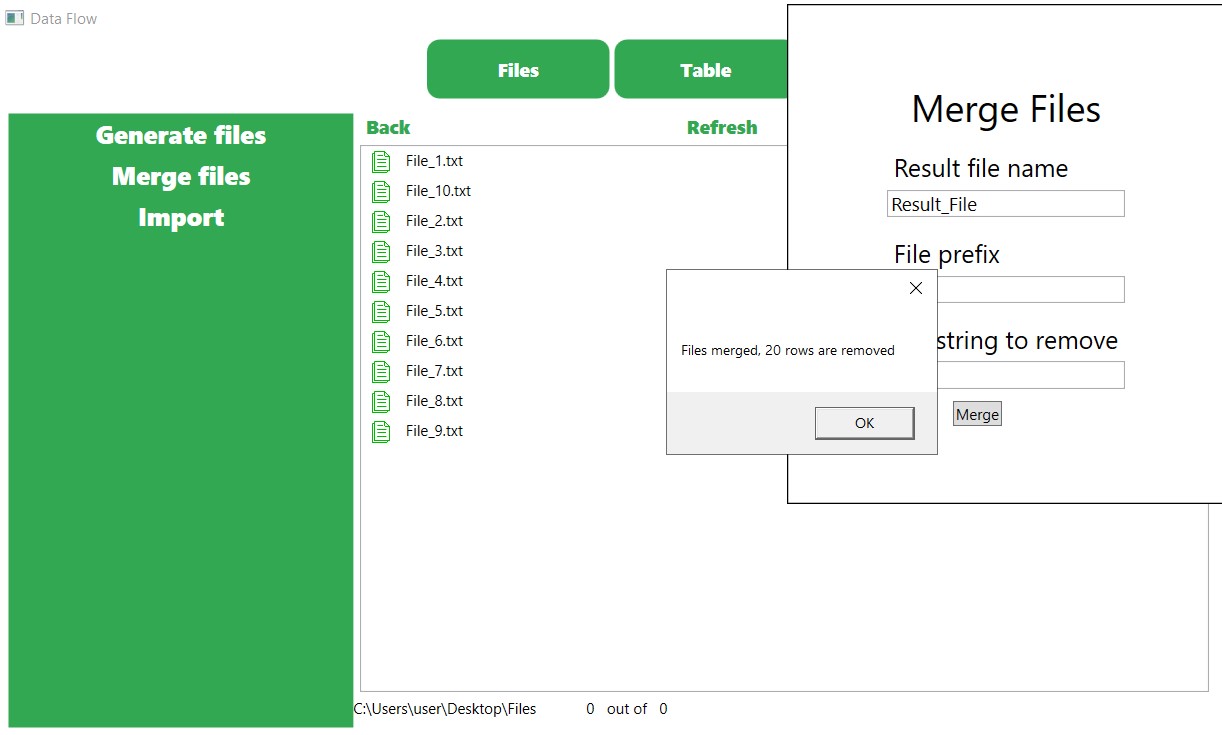 Data Flow
Files
Table
Generate files
Merge files
Import
Back
Refresh
File_1.txt
File_10.txt
File_2.txt
File_3.txt
File_4.txt
File_5.txt
File_6.txt
File_7.txt
File_8.txt
File_9.txt
C:\Users\user\Desktop\Files 0 out of 0
Merge Files
Result file name
Result_File
File prefix
string to remove
Merge
Files merged, 20 rows are removed
OK